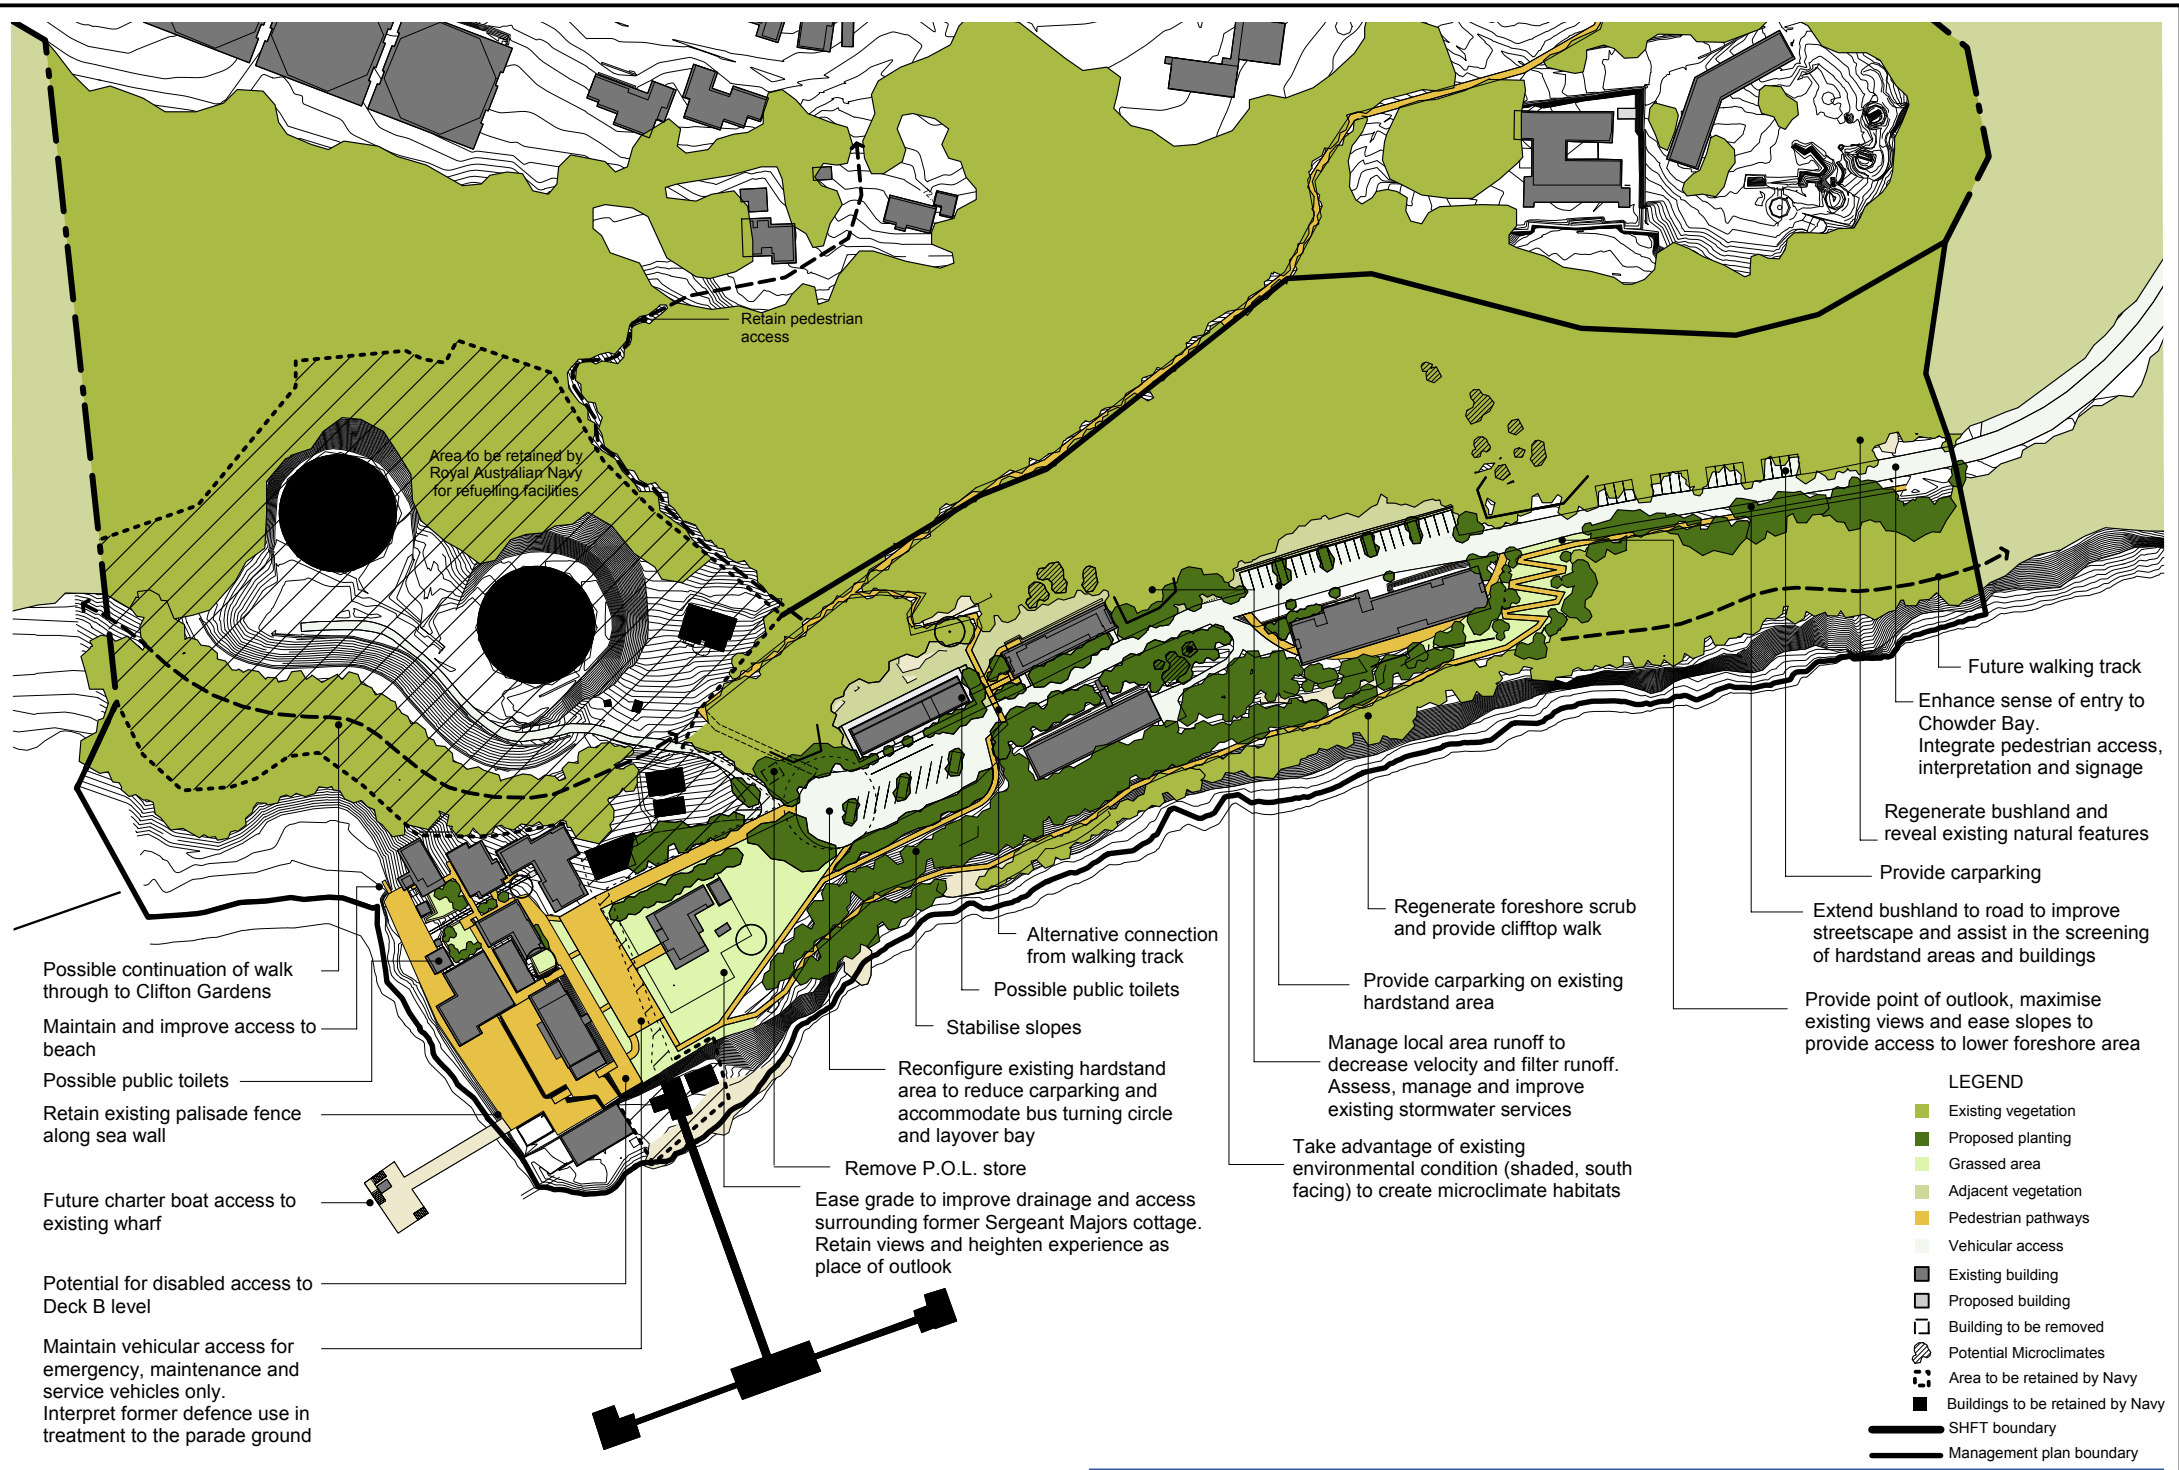 Retain pedestrian
access
Area to be retained by
Royal Australian Navy
for refuelling facilities
Future walking track
Enhance sense of entry to
Chowder Bay.
Integrate pedestrian access,
interpretation and signage
Regenerate bushland and
reveal existing natural features
Provide carparking
Extend bushland to road to improve
streetscape and assist in the screening
of hardstand areas and buildings
Provide point of outlook, maximise
existing views and ease slopes to
provide access to lower foreshore area
Regenerate foreshore scrub
and provide clifftop walk
Provide carparking on existing
hardstand area
Manage local area runoff to
decrease velocity and filter runoff.
Assess, manage and improve
existing stormwater services
Take advantage of existing
environmental condition (shaded, south
facing) to create microclimate habitats
Alternative connection
from walking track
Possible public toilets
Stabilise slopes
Reconfigure existing hardstand
area to reduce carparking and
accommodate bus turning circle
and layover bay
Remove P.O.L. store
Ease grade to improve drainage and access
surrounding former Sergeant Majors cottage.
Retain views and heighten experience as
place of outlook
Possible continuation of walk
through to Clifton Gardens
Maintain and improve access to
beach
Possible public toilets
Retain existing palisade fence
along sea wall
Future charter boat access to
existing wharf
Potential for disabled access to
Deck B level
Maintain vehicular access for
emergency, maintenance and
service vehicles only.
Interpret former defence use in
treatment to the parade ground
LEGEND
Existing vegetation
Proposed planting
Grassed area
Adjacent vegetation
Pedestrian pathways
Vehicular access
Existing building
Proposed building
Building to be removed
Potential Microclimates
Area to be retained by Navy
Buildings to be retained by Navy
SHFT boundary
Management plan boundary